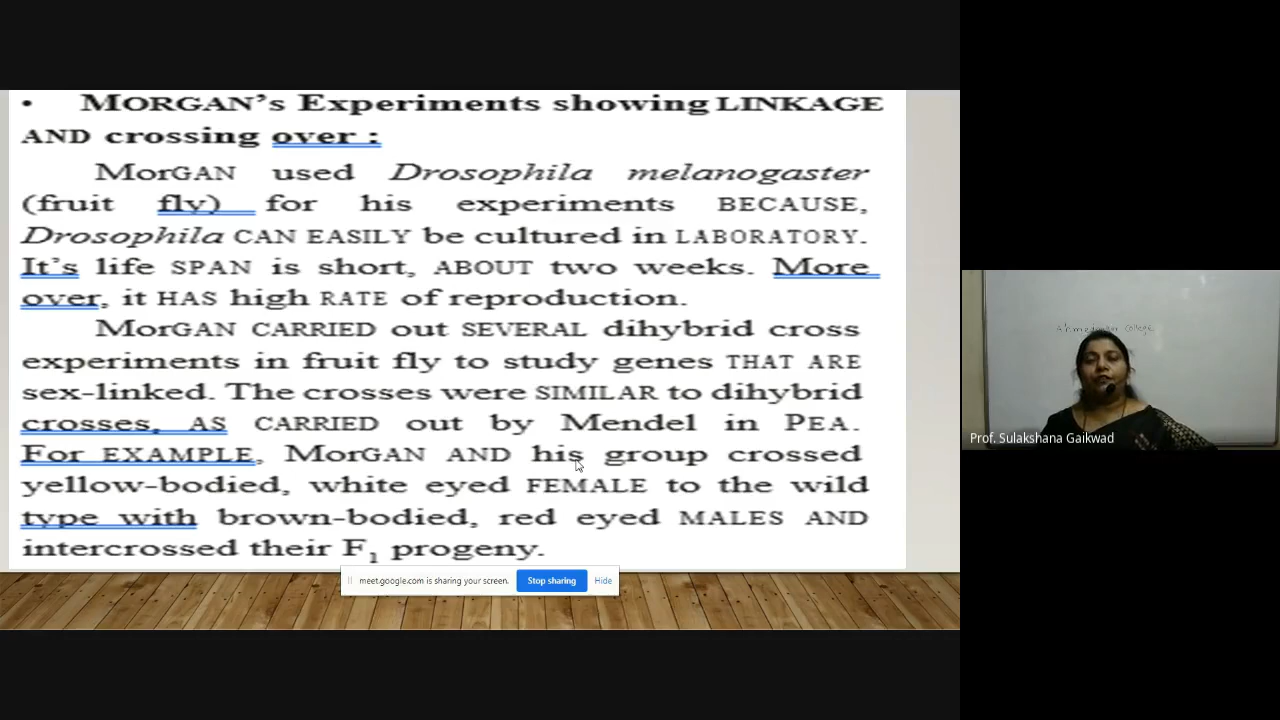 • MORGAN's Experiments showing LINKAGE
AND crossing over :
MorGAN used Drosophila melanogaster
(fruit fly) for his experiments BECAUSE,
Drosophila CAN EASILY be cultured in LABORATORY.
It's life SPAN is short, ABOUT two weeks. More
over, it HAS high RATE of reproduction.
MorGAN CARRIED out SEVERAL dihybrid cross
experiments in fruit fly to study genes THAT ARE
sex-linked. The crosses were SIMILAR to dihybrid
crosses, AS CARRIED out by Mendel in PEA.
For EXAMPLE, MorGAN AND his group crossed
yellow-bodied, white eyed FEMALE to the wild
type with brown-bodied, red eyed MALES AND
intercrossed their F₁ progeny.
meet.google.com is sharing your screen.
Stop sharing
Hide
Ahmednagar College
Prof. Sulakshana Gaikwad